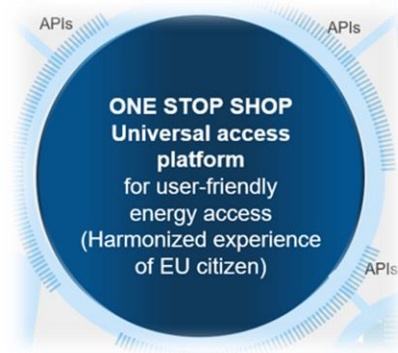 APIs
APIs
ONE STOP SHOP
Universal access
platform
for user-friendly
energy access
(Harmonized experience
of EU citizen)
APIs